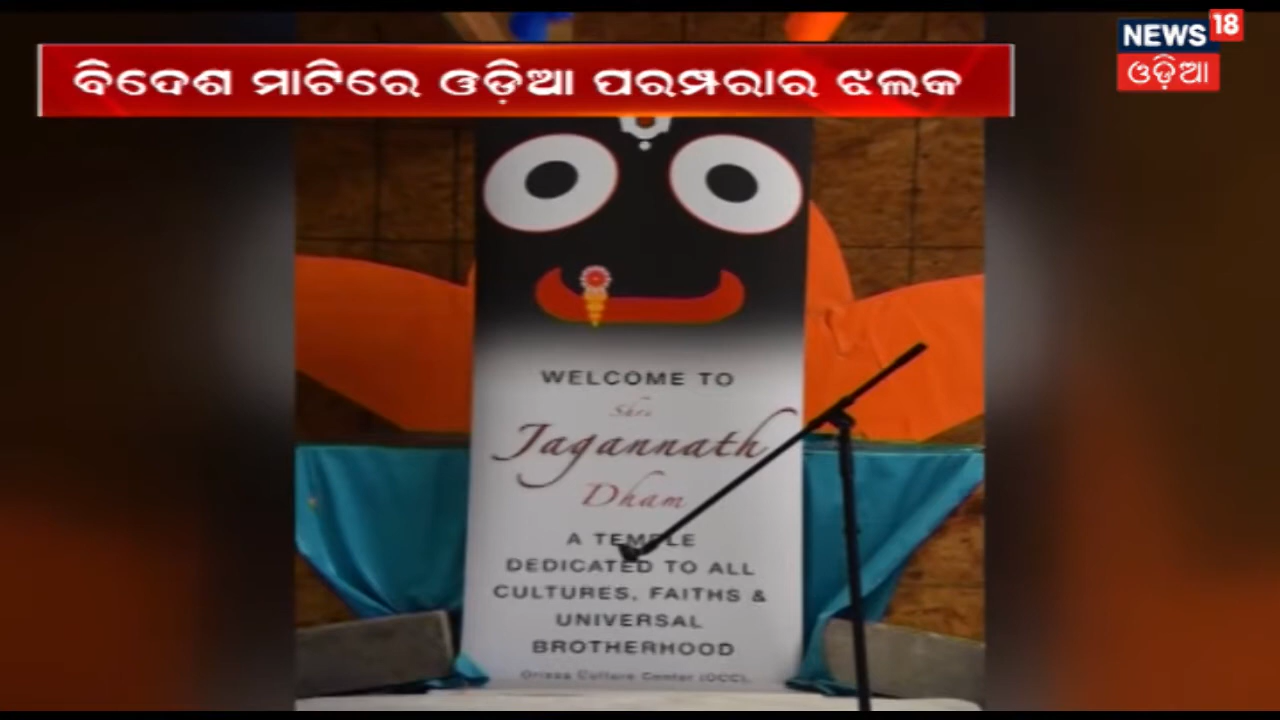 ବିଦେଶ ମାଟିରେ ଓଡ଼ିଆ ପରମ୍ପରାର ଝଲକ
NEWS 18
ଓଡ଼ିଆ
WELCOME TO
Shri
Jagannath
Dham
A TEMPLE
DEDICATED TO ALL
CULTURES, FAITHS &
UNIVERSAL
BROTHERHOOD
Orissa Culture Center (OCC),